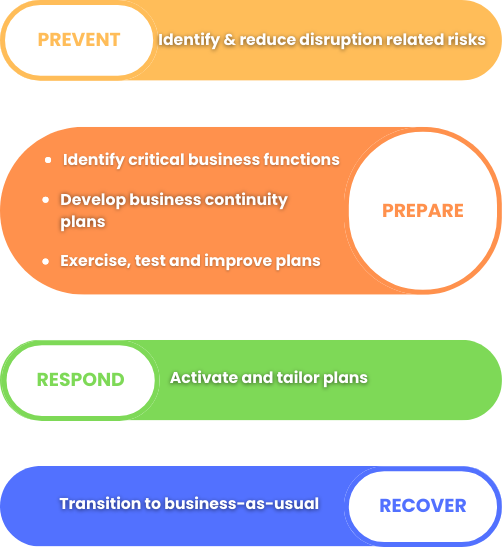 PREVENT
Identify & reduce disruption related risks
Identify critical business functions
Develop business continuity
plans
Exercise, test and improve plans
PREPARE
RESPOND
Activate and tailor plans
Transition to business-as-usual
RECOVER